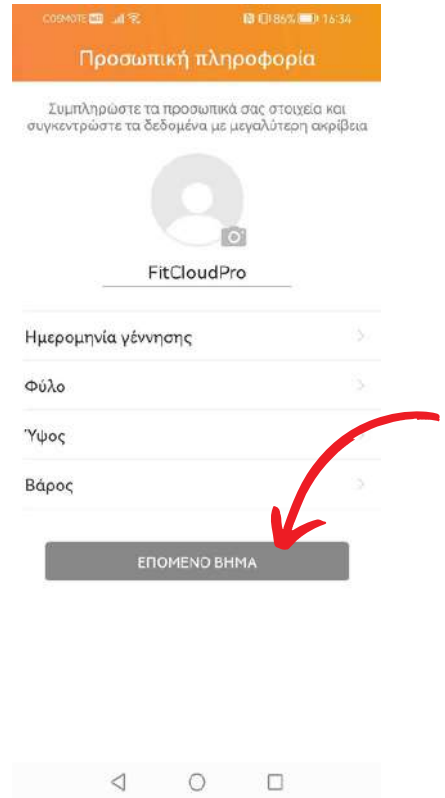 COSMOTE HD 86% 16:34
Προσωπική πληροφορία
Συμπληρώστε τα προσωπικά σας στοιχεία και
συγκεντρώστε τα δεδομένα με μεγαλύτερη ακρίβεια
FitCloudPro
Ημερομηνία γέννησης
Φύλο
Ύψος
Βάρος
ΕΠΟΜΕΝΟ ΒΗΜΑ